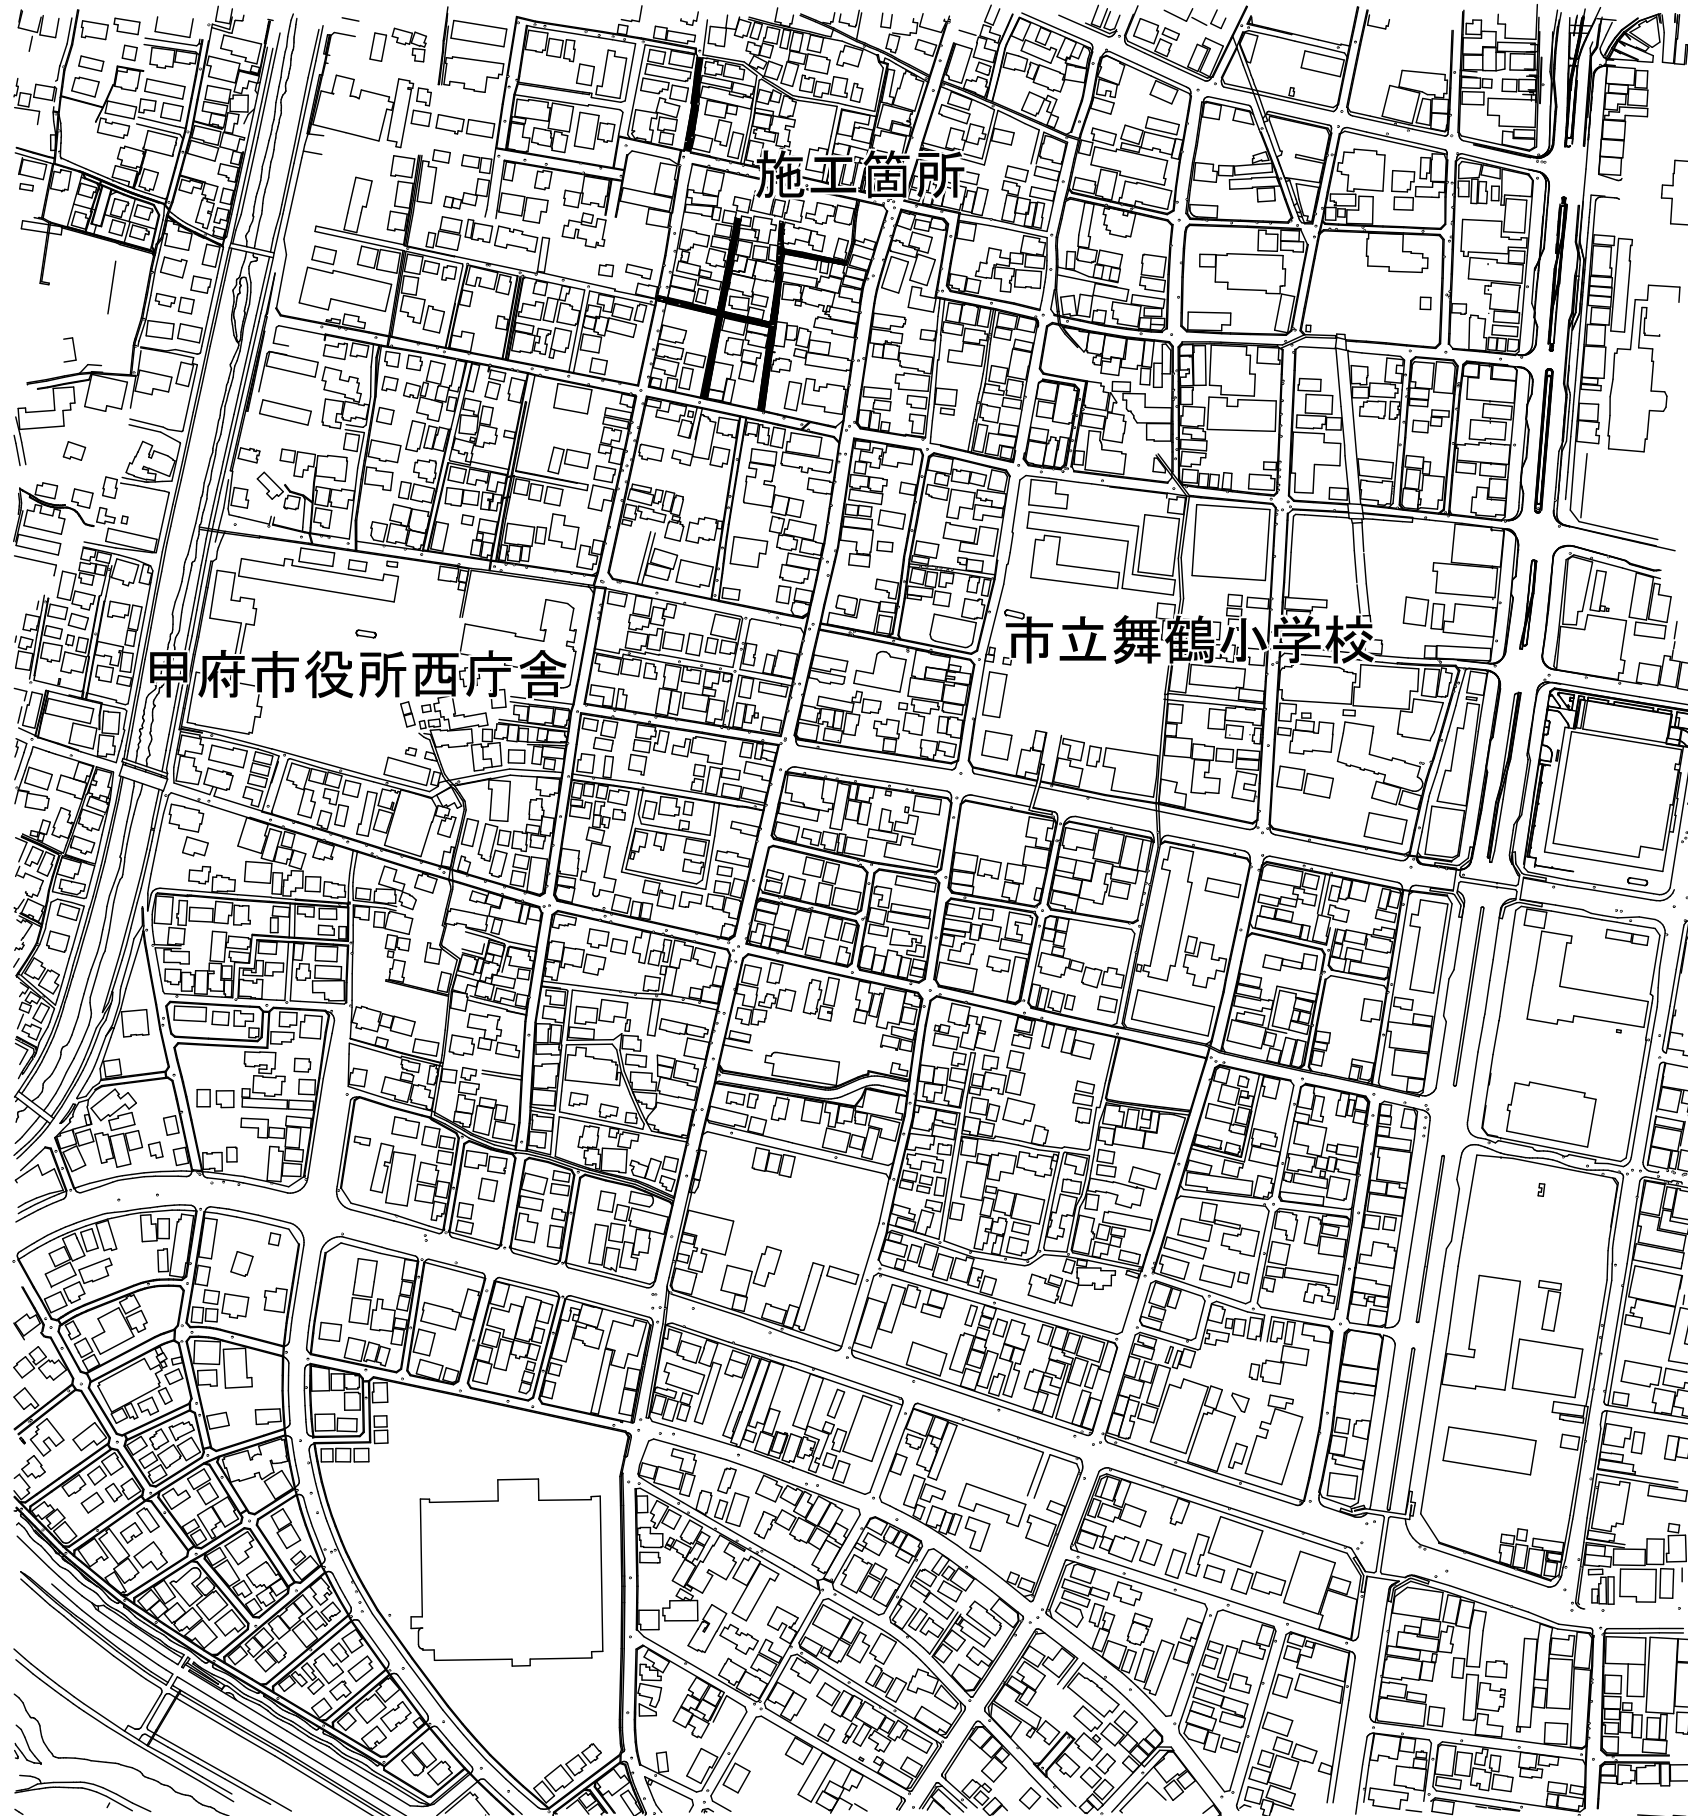 施工箇所
市立舞鶴小学校
甲府市役所西庁舎